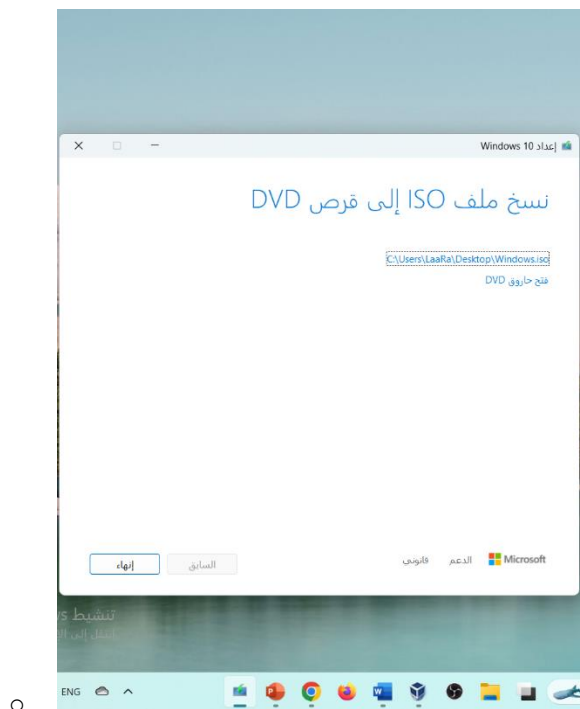 إعداد Windows 10
نسخ ملف ISO إلى قرص DVD
C:\Users\LaaRa\Desktop\Windows.iso
فتح حاروق DVD
Microsoft الدعم قانوني
السابق إنهاء
تنشيط
ENG